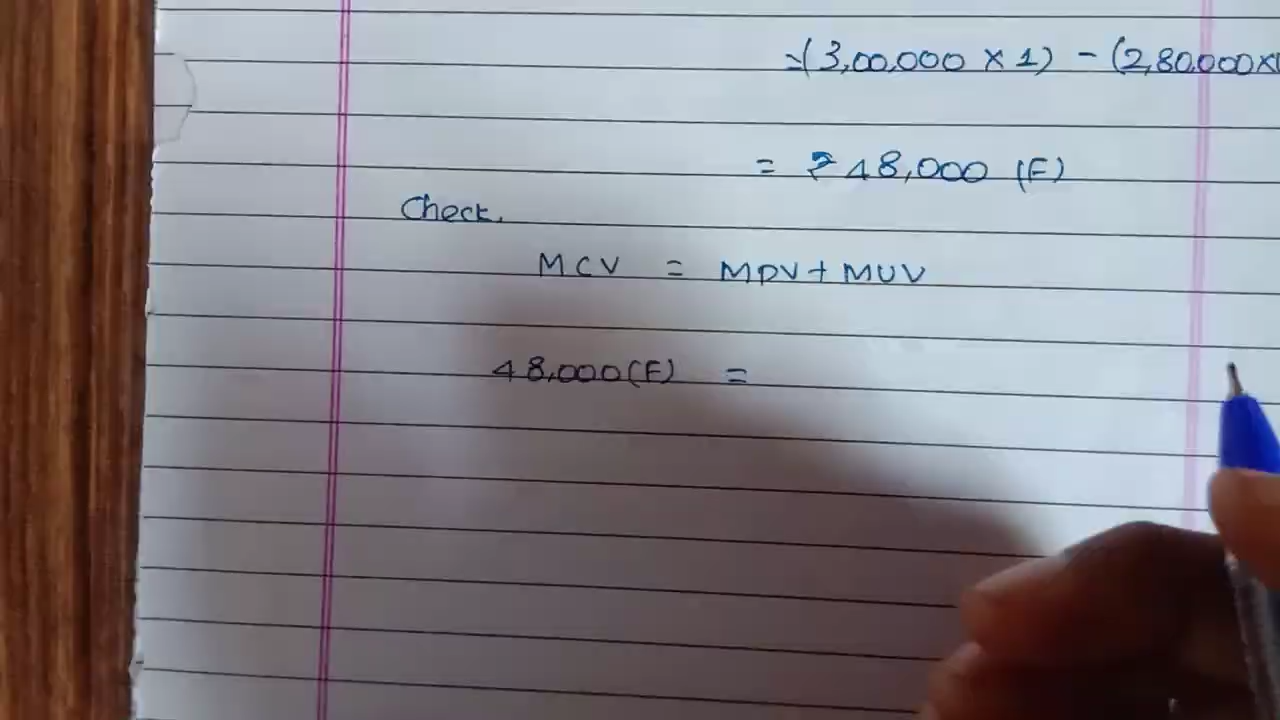 =(3,00,000 × 1) - (2,80,000×
= ₹ 48,000 (F)
Check.
MCV = MPV + MUV
48,000 (F) =